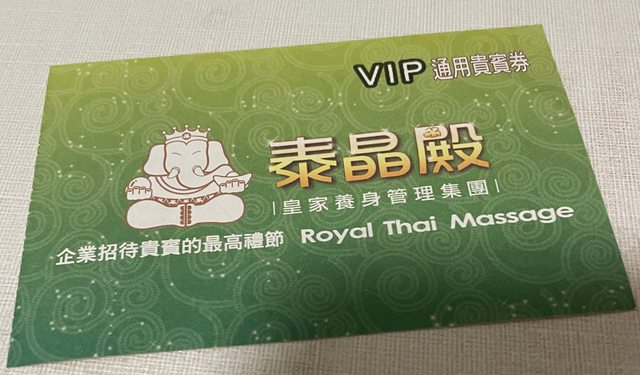 VIP 通用貴賓券
泰晶殿
皇家養身管理集團
企業招待貴賓的最高禮節 Royal Thai Massage